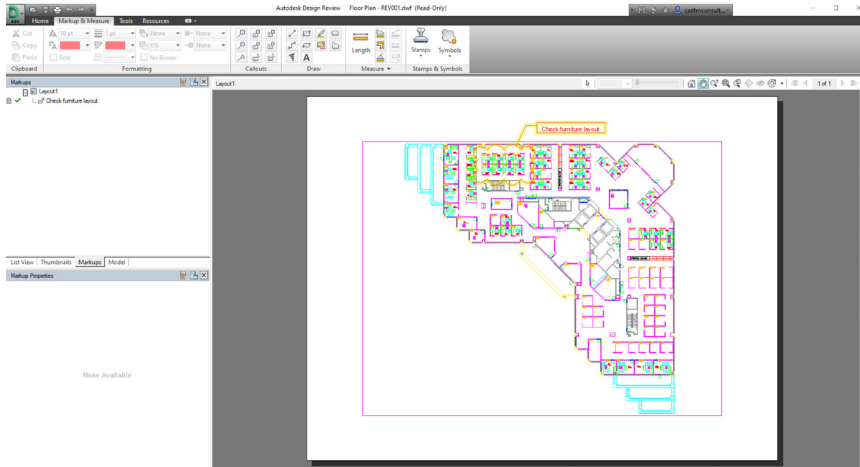 Autodesk Design Review Floor Plan - REV001.dwf (Read-Only)
Home Markup & Measure Tools Resources
Cut
Copy
Paste
Clipboard
10 pt
1 pt
None
None
Bold
No Border
Formatting
Callouts
A
Draw
Length
Measure
Stamps
Symbols
Stamps & Symbols
Markups
Layout1
Check furniture layout
Layout1
1 of 1
Check furniture layout
List View Thumbnails Markups Model
Markup Properties
None Available